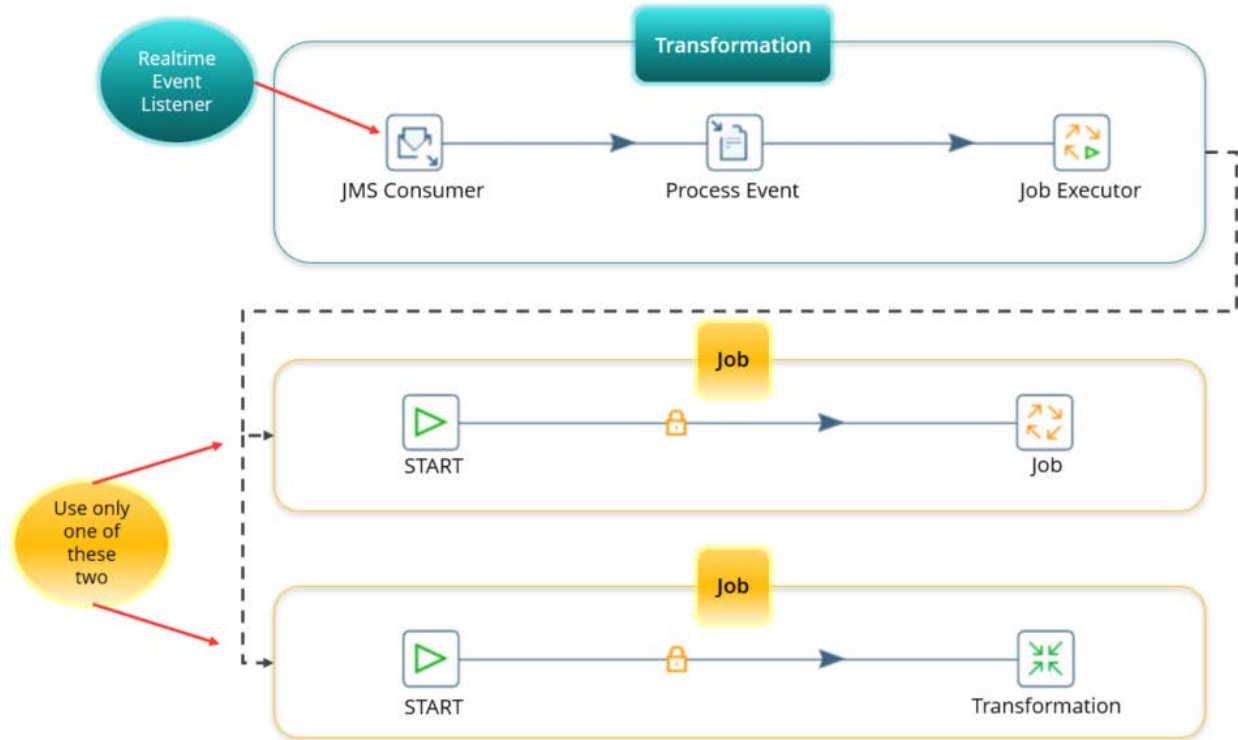 Transformation
Realtime
Event
Listener
JMS Consumer
Process Event
Job Executor
Job
START
Job
Use only
one of
these
two
Job
START
Transformation